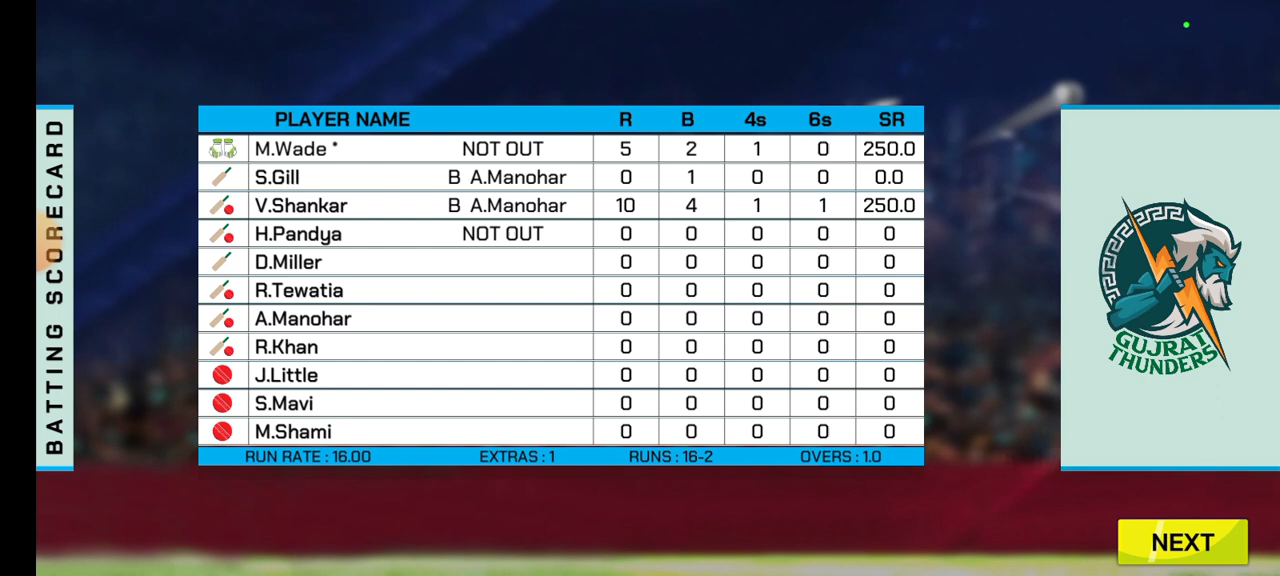 BATTING SCORECARD
PLAYER NAME R B 4s 6s SR
M.Wade * NOT OUT 5 2 1 0 250.0
S.Gill B A.Manohar 0 1 0 0 0.0
V.Shankar B A.Manohar 10 4 1 1 250.0
H.Pandya NOT OUT 0 0 0 0 0
D.Miller 0 0 0 0 0
R.Tewatia 0 0 0 0 0
A.Manohar 0 0 0 0 0
R.Khan 0 0 0 0 0
J.Little 0 0 0 0 0
S.Mavi 0 0 0 0 0
M.Shami 0 0 0 0 0
RUN RATE : 16.00 EXTRAS : 1 RUNS : 16-2 OVERS : 1.0
GUJRAT
THUNDERS
NEXT